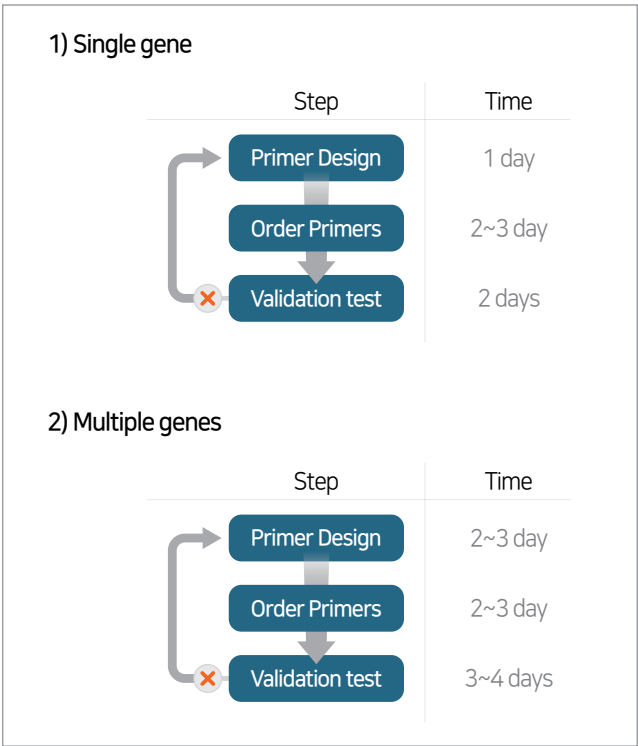 1) Single gene
Step Time
Primer Design 1 day
Order Primers 2~3 day
Validation test 2 days
2) Multiple genes
Step Time
Primer Design 2~3 day
Order Primers 2~3 day
Validation test 3~4 days